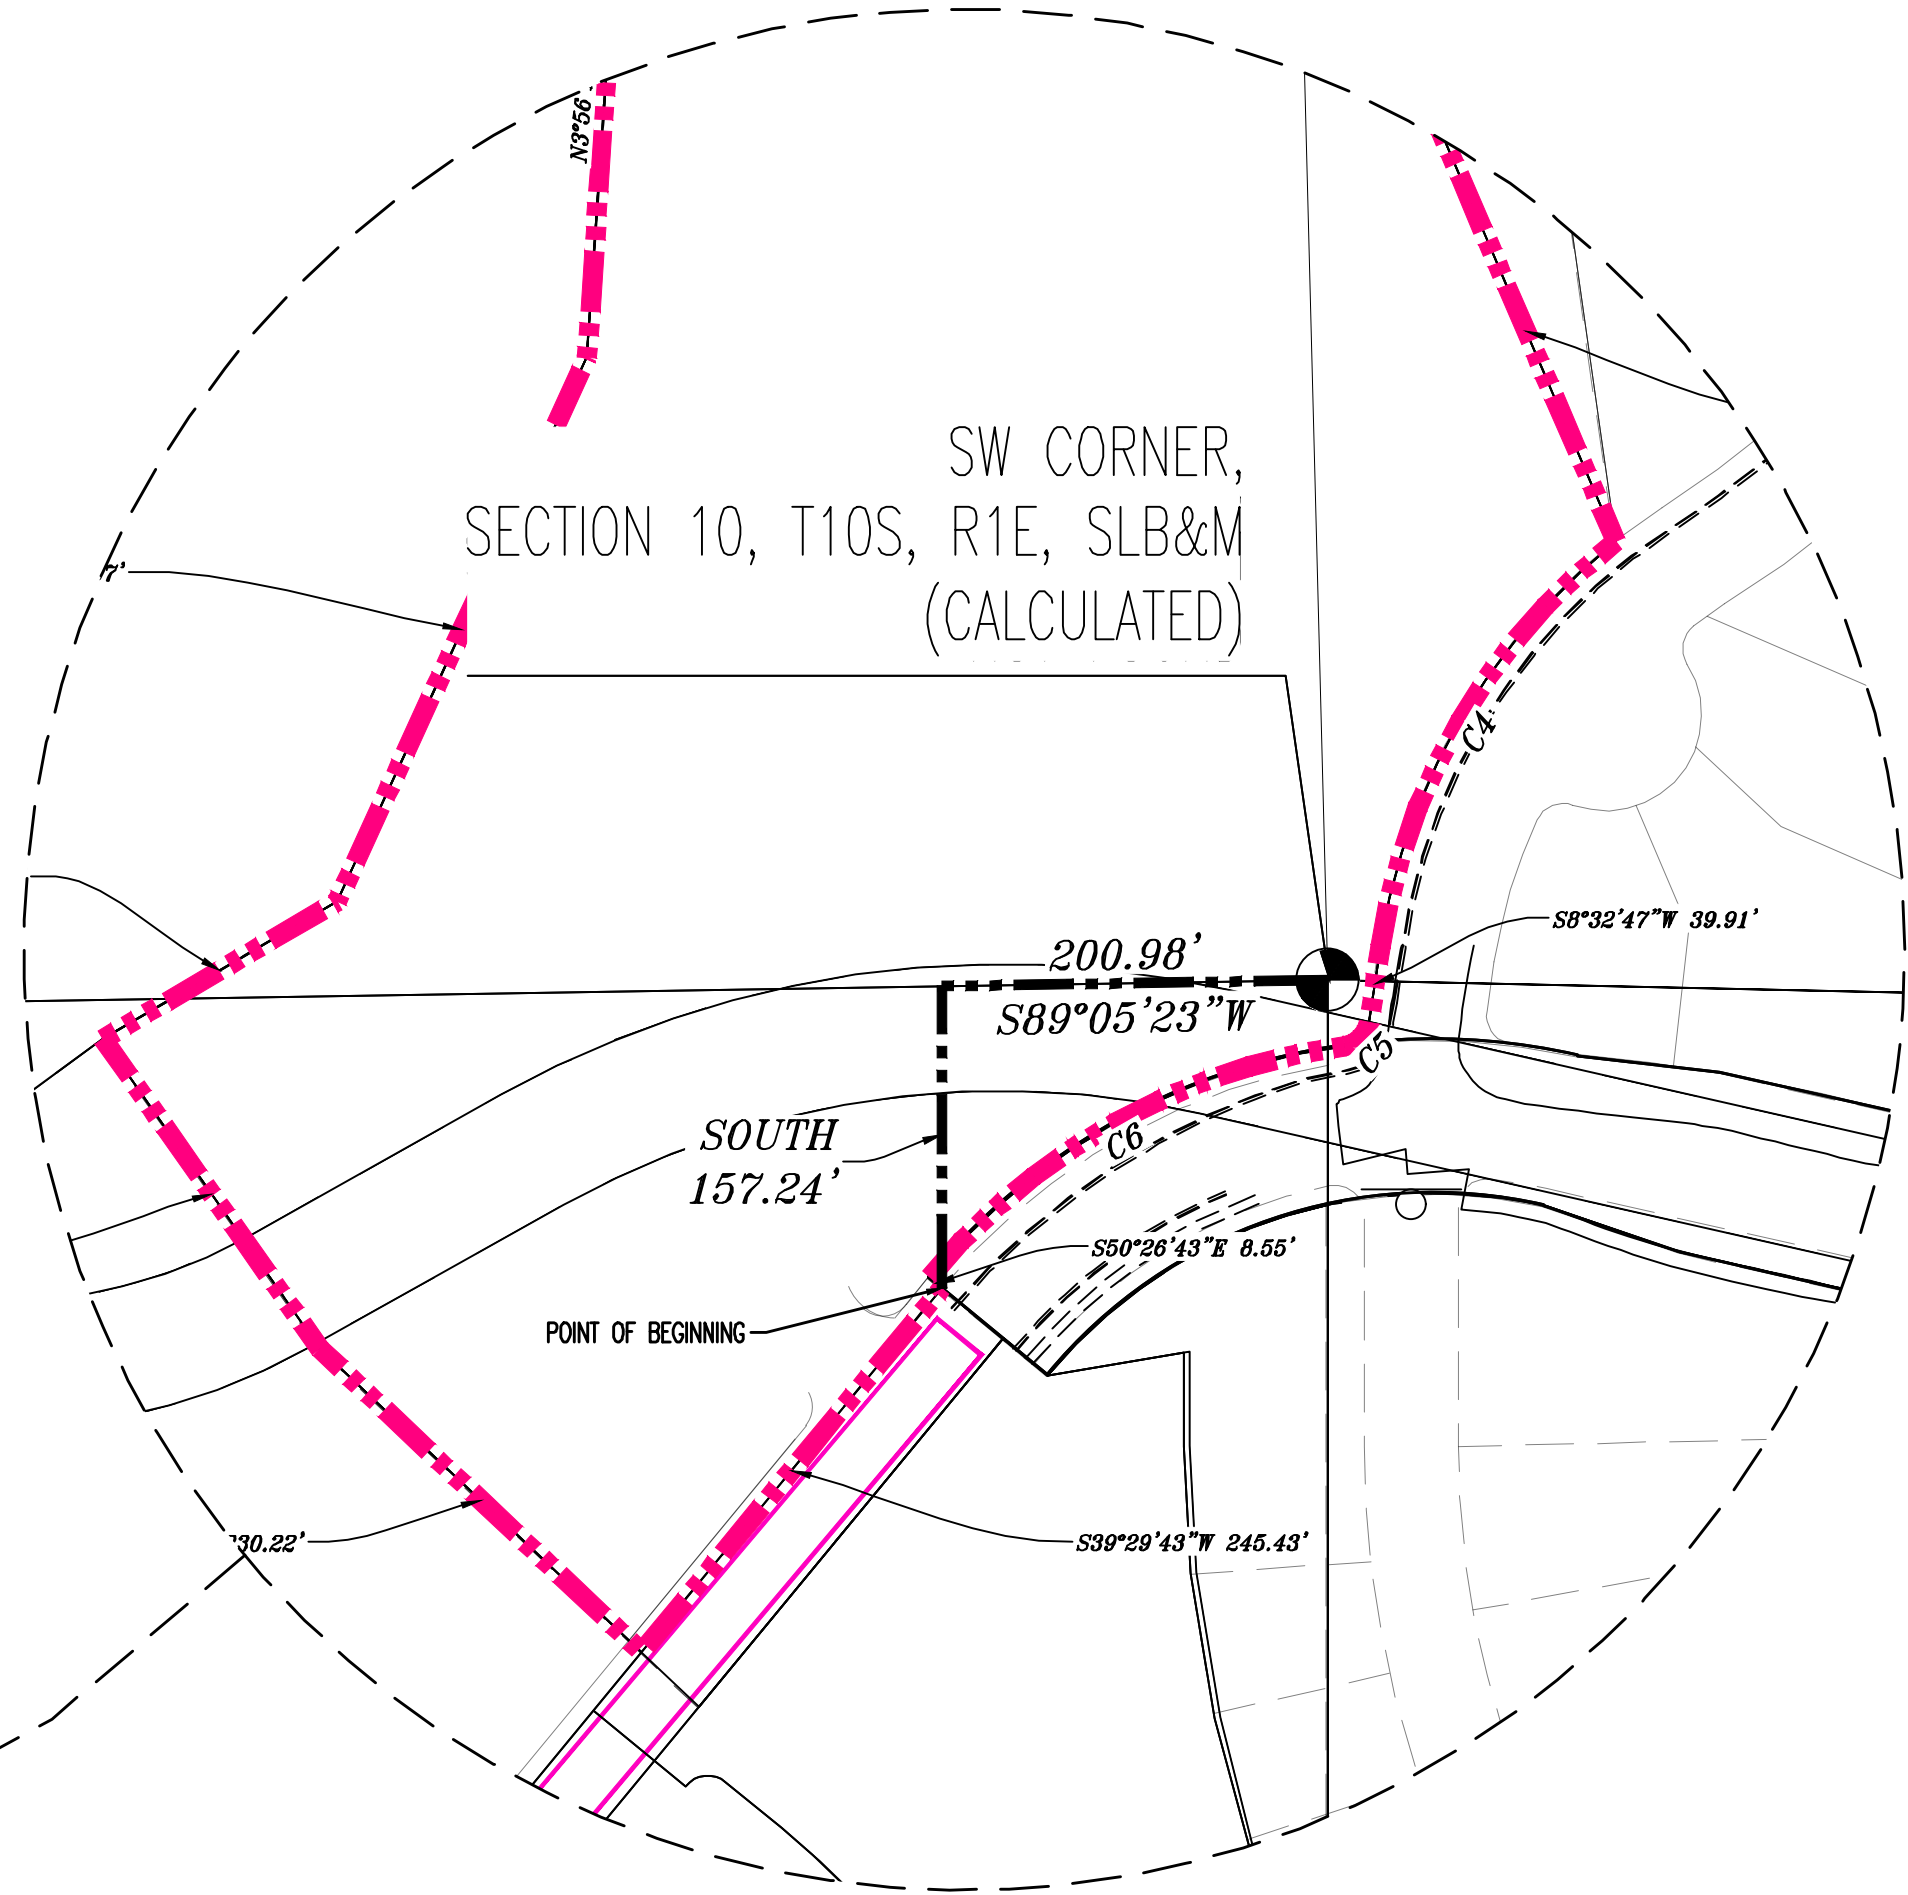 N3°56'
SW CORNER,
SECTION 10, T10S, R1E, SLB&M
(CALCULATED)
7'
C4
S8°32'47"W 39.91'
200.98'
S89°05'23"W
C5
SOUTH
157.24'
C6
S50°26'43"E 8.55'
POINT OF BEGINNING
30.22'
S39°29'43"W 245.43'